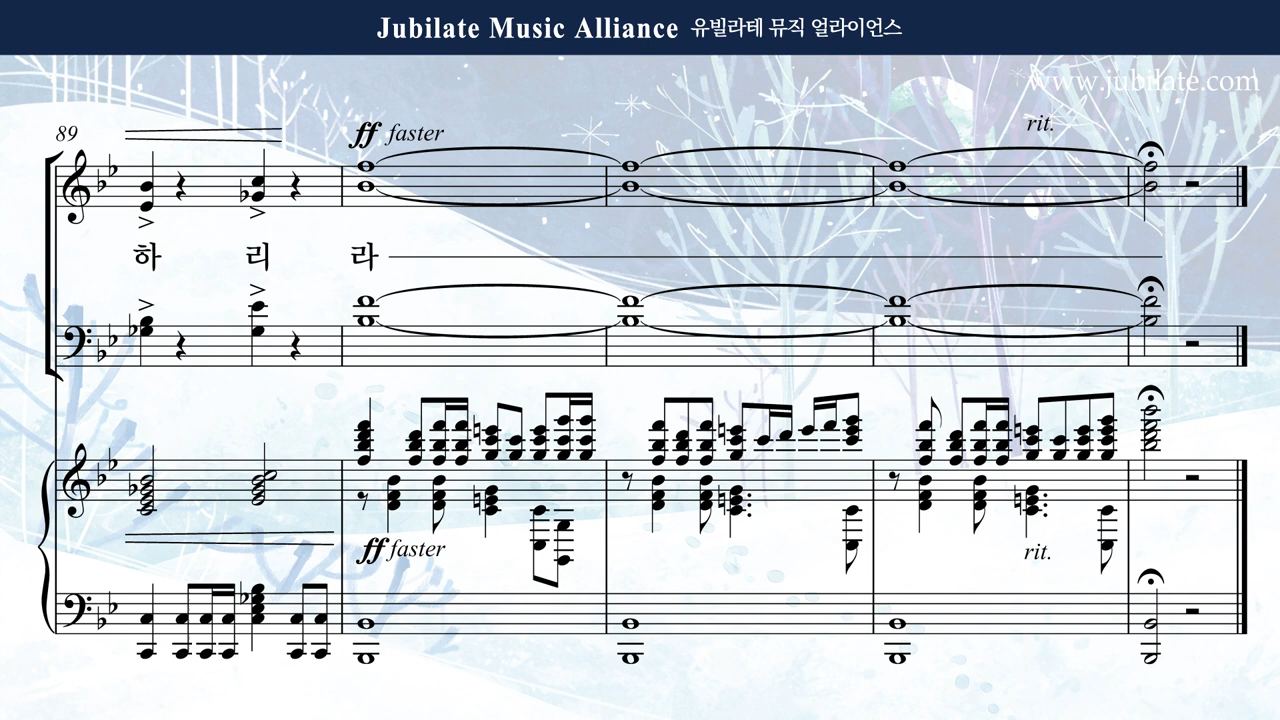 Jubilate Music Alliance 유빌라테 뮤직 얼라이언스
www.jubilate.com
89
ff faster
rit.
하 리 라
ff faster
rit.